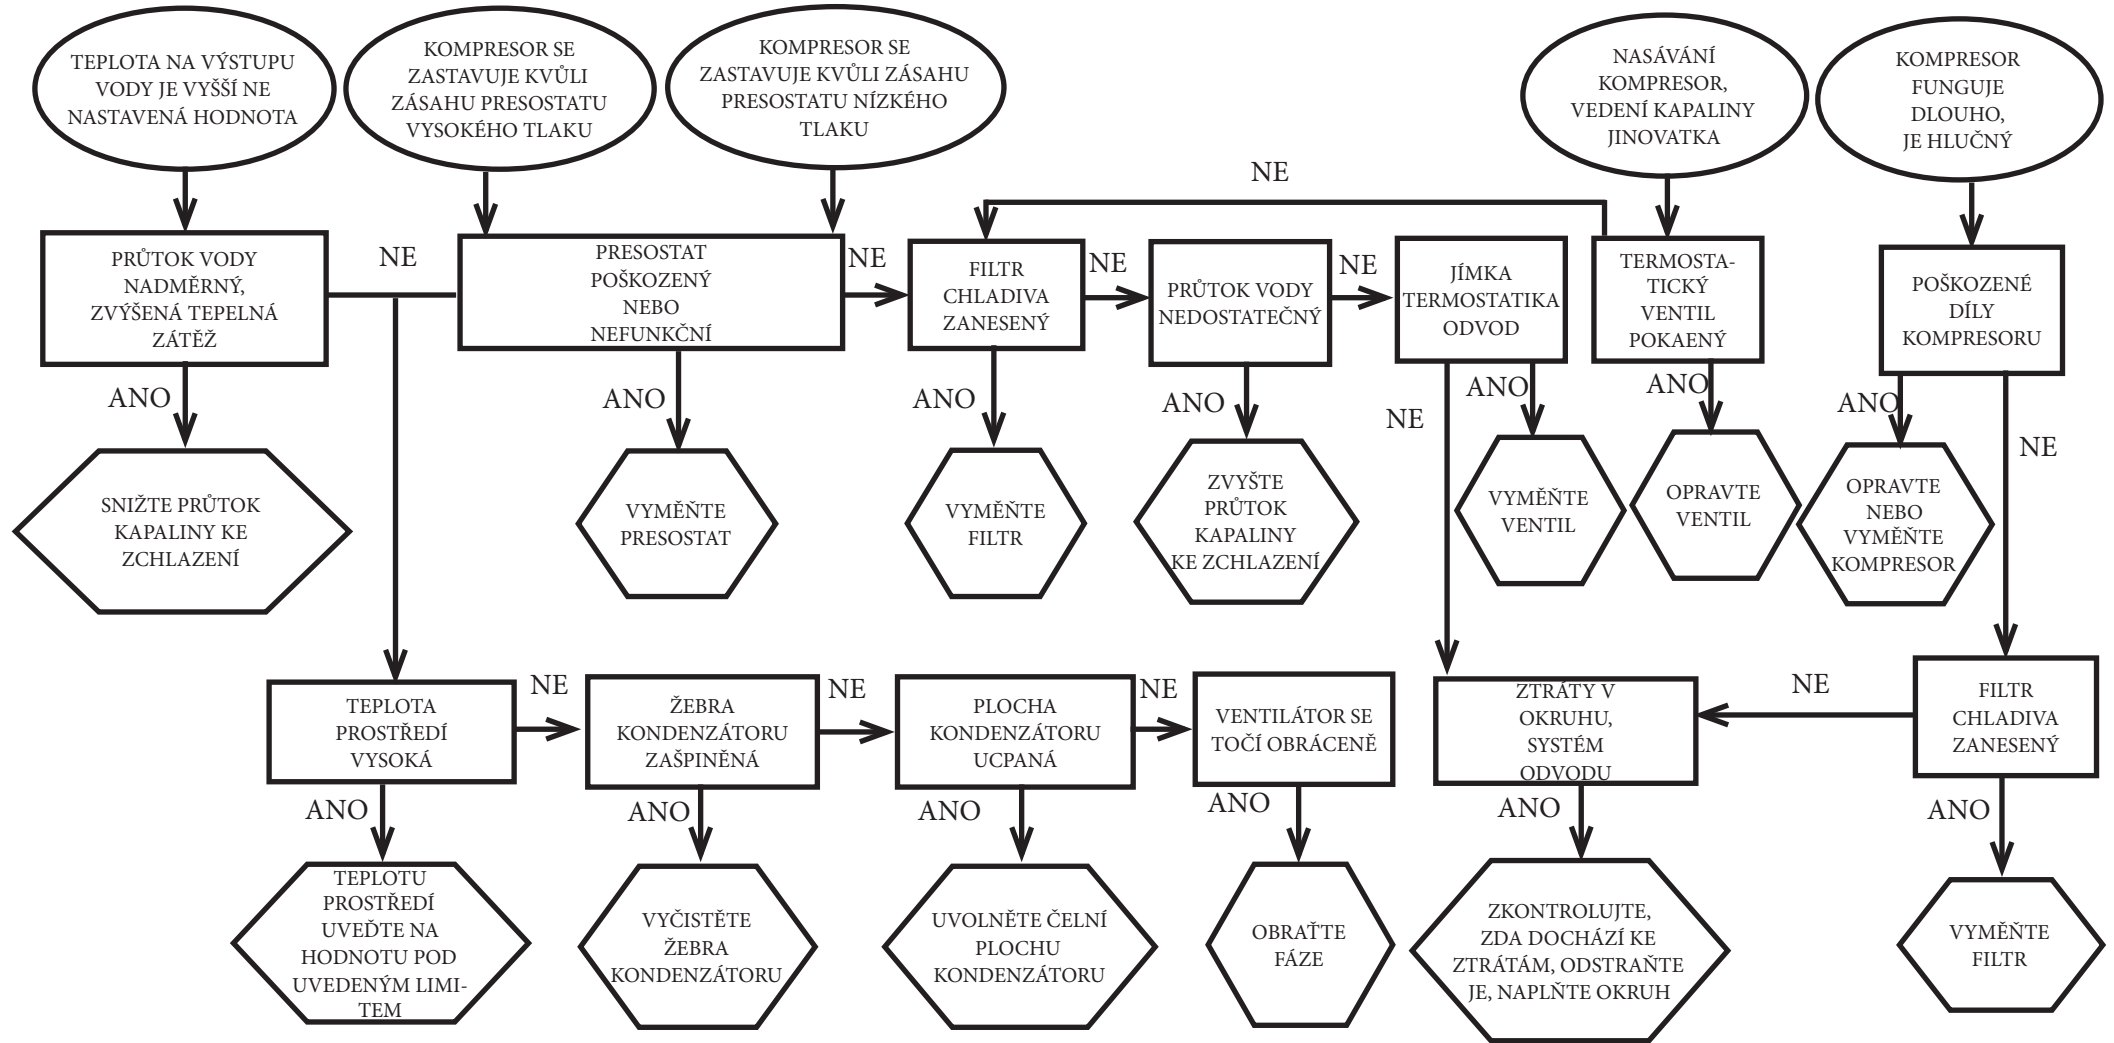 TEPLOTA NA VÝSTUPU
VODY JE VYŠŠÍ NE
NASTAVENÁ HODNOTA
KOMPRESOR SE
ZASTAVUJE KVŮLI
ZÁSAHU PRESOSTATU
VYSOKÉHO TLAKU
KOMPRESOR SE
ZASTAVUJE KVŮLI ZÁSAHU
PRESOSTATU NÍZKÉHO
TLAKU
NASÁVÁNÍ
KOMPRESOR,
VEDENÍ KAPALINY
JINOVATKA
KOMPRESOR
FUNGUJE
DLOUHO,
JE HLUČNÝ
NE
PRŮTOK VODY
NADMĚRNÝ,
ZVÝŠENÁ TEPELNÁ
ZÁTĚŽ
NE
PRESOSTAT
POŠKOZENÝ
NEBO
NEFUNKČNÍ
NE
FILTR
CHLADIVA
ZANESENÝ
NE
PRŮTOK VODY
NEDOSTATEČNÝ
NE
JÍMKA
TERMOSTATIKA
ODVOD
TERMOSTA-
TICKÝ
VENTIL
POKAENÝ
POŠKOZENÉ
DÍLY
KOMPRESORU
ANO
ANO
ANO
ANO
NE
ANO
ANO
ANO
NE
SNIŽTE PRŮTOK
KAPALINY KE
ZCHLAZENÍ
VYMĚŇTE
PRESOSTAT
VYMĚŇTE
FILTR
ZVYŠTE
PRŮTOK
KAPALINY
KE ZCHLAZENÍ
VYMĚŇTE
VENTIL
OPRAVTE
VENTIL
OPRAVTE
NEBO
VYMĚŇTE
KOMPRESOR
TEPLOTA
PROSTŘEDÍ
VYSOKÁ
NE
ŽEBRA
KONDENZÁTORU
ZAŠPINĚNÁ
NE
PLOCHA
KONDENZÁTORU
UCPANÁ
NE
VENTILÁTOR SE
TOČÍ OBRÁCENĚ
ZTRÁTY V
OKRUHU,
SYSTÉM
ODVODU
NE
FILTR
CHLADIVA
ZANESENÝ
ANO
ANO
ANO
ANO
ANO
ANO
TEPLOTU
PROSTŘEDÍ
UVEĎTE NA
HODNOTU POD
UVEDENÝM LIMI-
TEM
VYČISTĚTE
ŽEBRA
KONDENZÁTORU
UVOLNĚTE ČELNÍ
PLOCHU
KONDENZÁTORU
OBRAŤTE
FÁZE
ZKONTROLUJTE,
ZDA DOCHÁZÍ KE
ZTRÁTÁM, ODSTRAŇTE
JE, NAPLŇTE OKRUH
VYMĚŇTE
FILTR